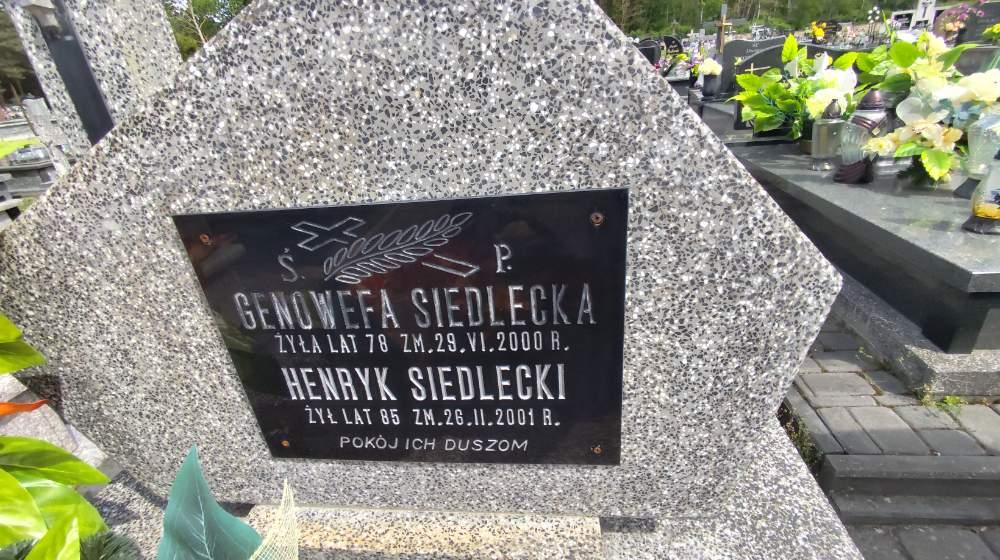 Ś. P.
GENOWEFA SIEDLECKA
ŻYŁA LAT 78 ZM. 29. VI. 2000 R.
HENRYK SIEDLECKI
ŻYŁ LAT 85 ZM. 26. II. 2001 R.
POKÓJ ICH DUSZOM